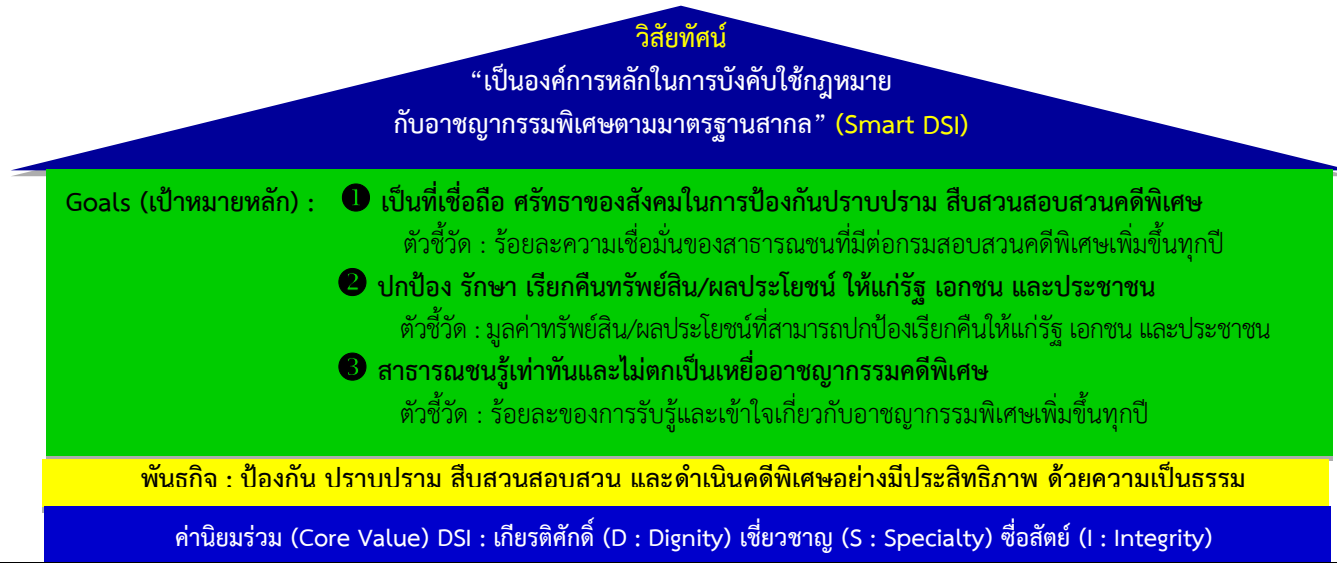 วิสัยทัศน์
“เป็นองค์การหลักในการบังคับใช้กฎหมาย
กับอาชญากรรมพิเศษตามมาตรฐานสากล” (Smart DSI)
Goals (เป้าหมายหลัก) : ❶ เป็นที่เชื่อถือ ศรัทธาของสังคมในการป้องกันปราบปราม สืบสวนสอบสวนคดีพิเศษ
ตัวชี้วัด : ร้อยละความเชื่อมั่นของสาธารณชนที่มีต่อกรมสอบสวนคดีพิเศษเพิ่มขึ้นทุกปี
❷ ปกป้อง รักษา เรียกคืนทรัพย์สิน/ผลประโยชน์ ให้แก่รัฐ เอกชน และประชาชน
ตัวชี้วัด : มูลค่าทรัพย์สิน/ผลประโยชน์ที่สามารถปกป้องเรียกคืนให้แก่รัฐ เอกชน และประชาชน
❸ สาธารณชนรู้เท่าทันและไม่ตกเป็นเหยื่ออาชญากรรมคดีพิเศษ
ตัวชี้วัด : ร้อยละของการรับรู้และเข้าใจเกี่ยวกับอาชญากรรมพิเศษเพิ่มขึ้นทุกปี
พันธกิจ : ป้องกัน ปราบปราม สืบสวนสอบสวน และดำเนินคดีพิเศษอย่างมีประสิทธิภาพ ด้วยความเป็นธรรม
ค่านิยมร่วม (Core Value) DSI : เกียรติศักดิ์ (D : Dignity) เชี่ยวชาญ (S : Specialty) ซื่อสัตย์ (I : Integrity)